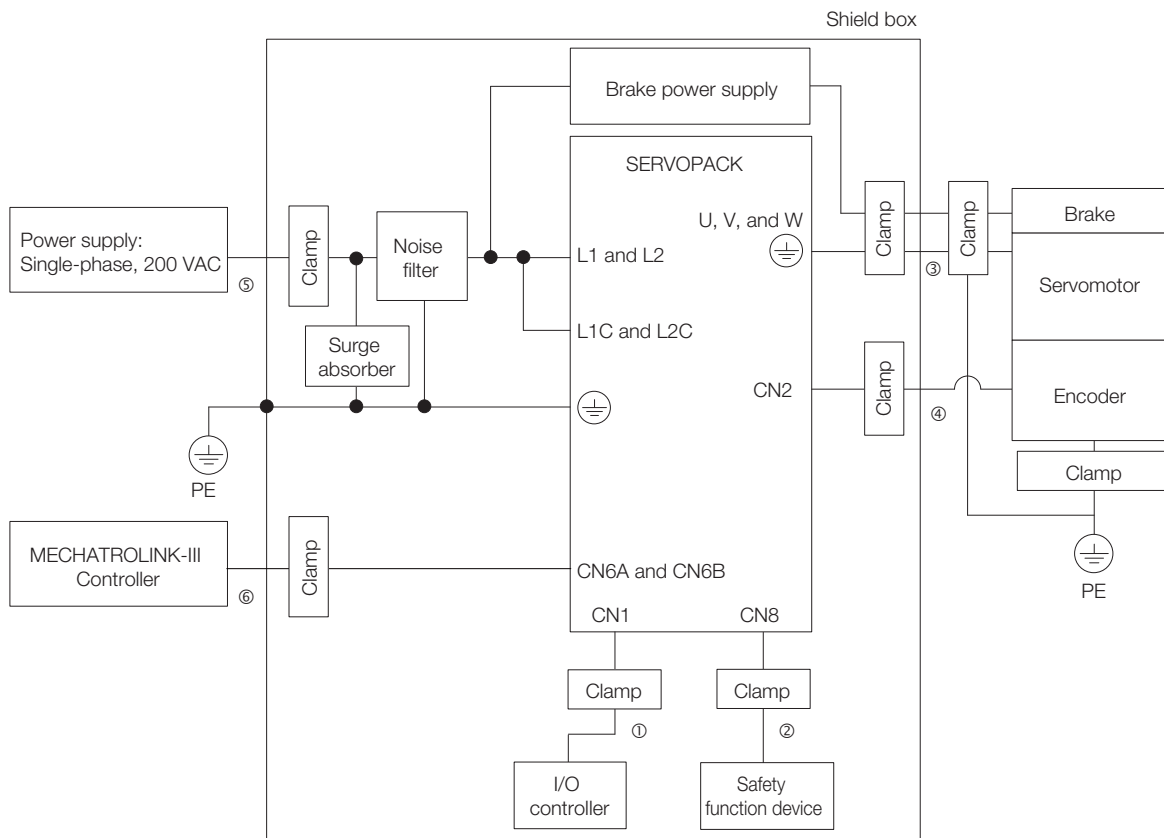 Shield box
Brake power supply
SERVOPACK
U, V, and W
Clamp
Clamp
Brake
Power supply:
Single-phase, 200 VAC
⑤
Clamp
Noise
filter
L1 and L2
③
Servomotor
L1C and L2C
Surge
absorber
CN2
Clamp
④
Encoder
PE
Clamp
MECHATROLINK-III
Controller
⑥
Clamp
CN6A and CN6B
PE
CN1
CN8
Clamp
Clamp
①
②
I/O
controller
Safety
function device